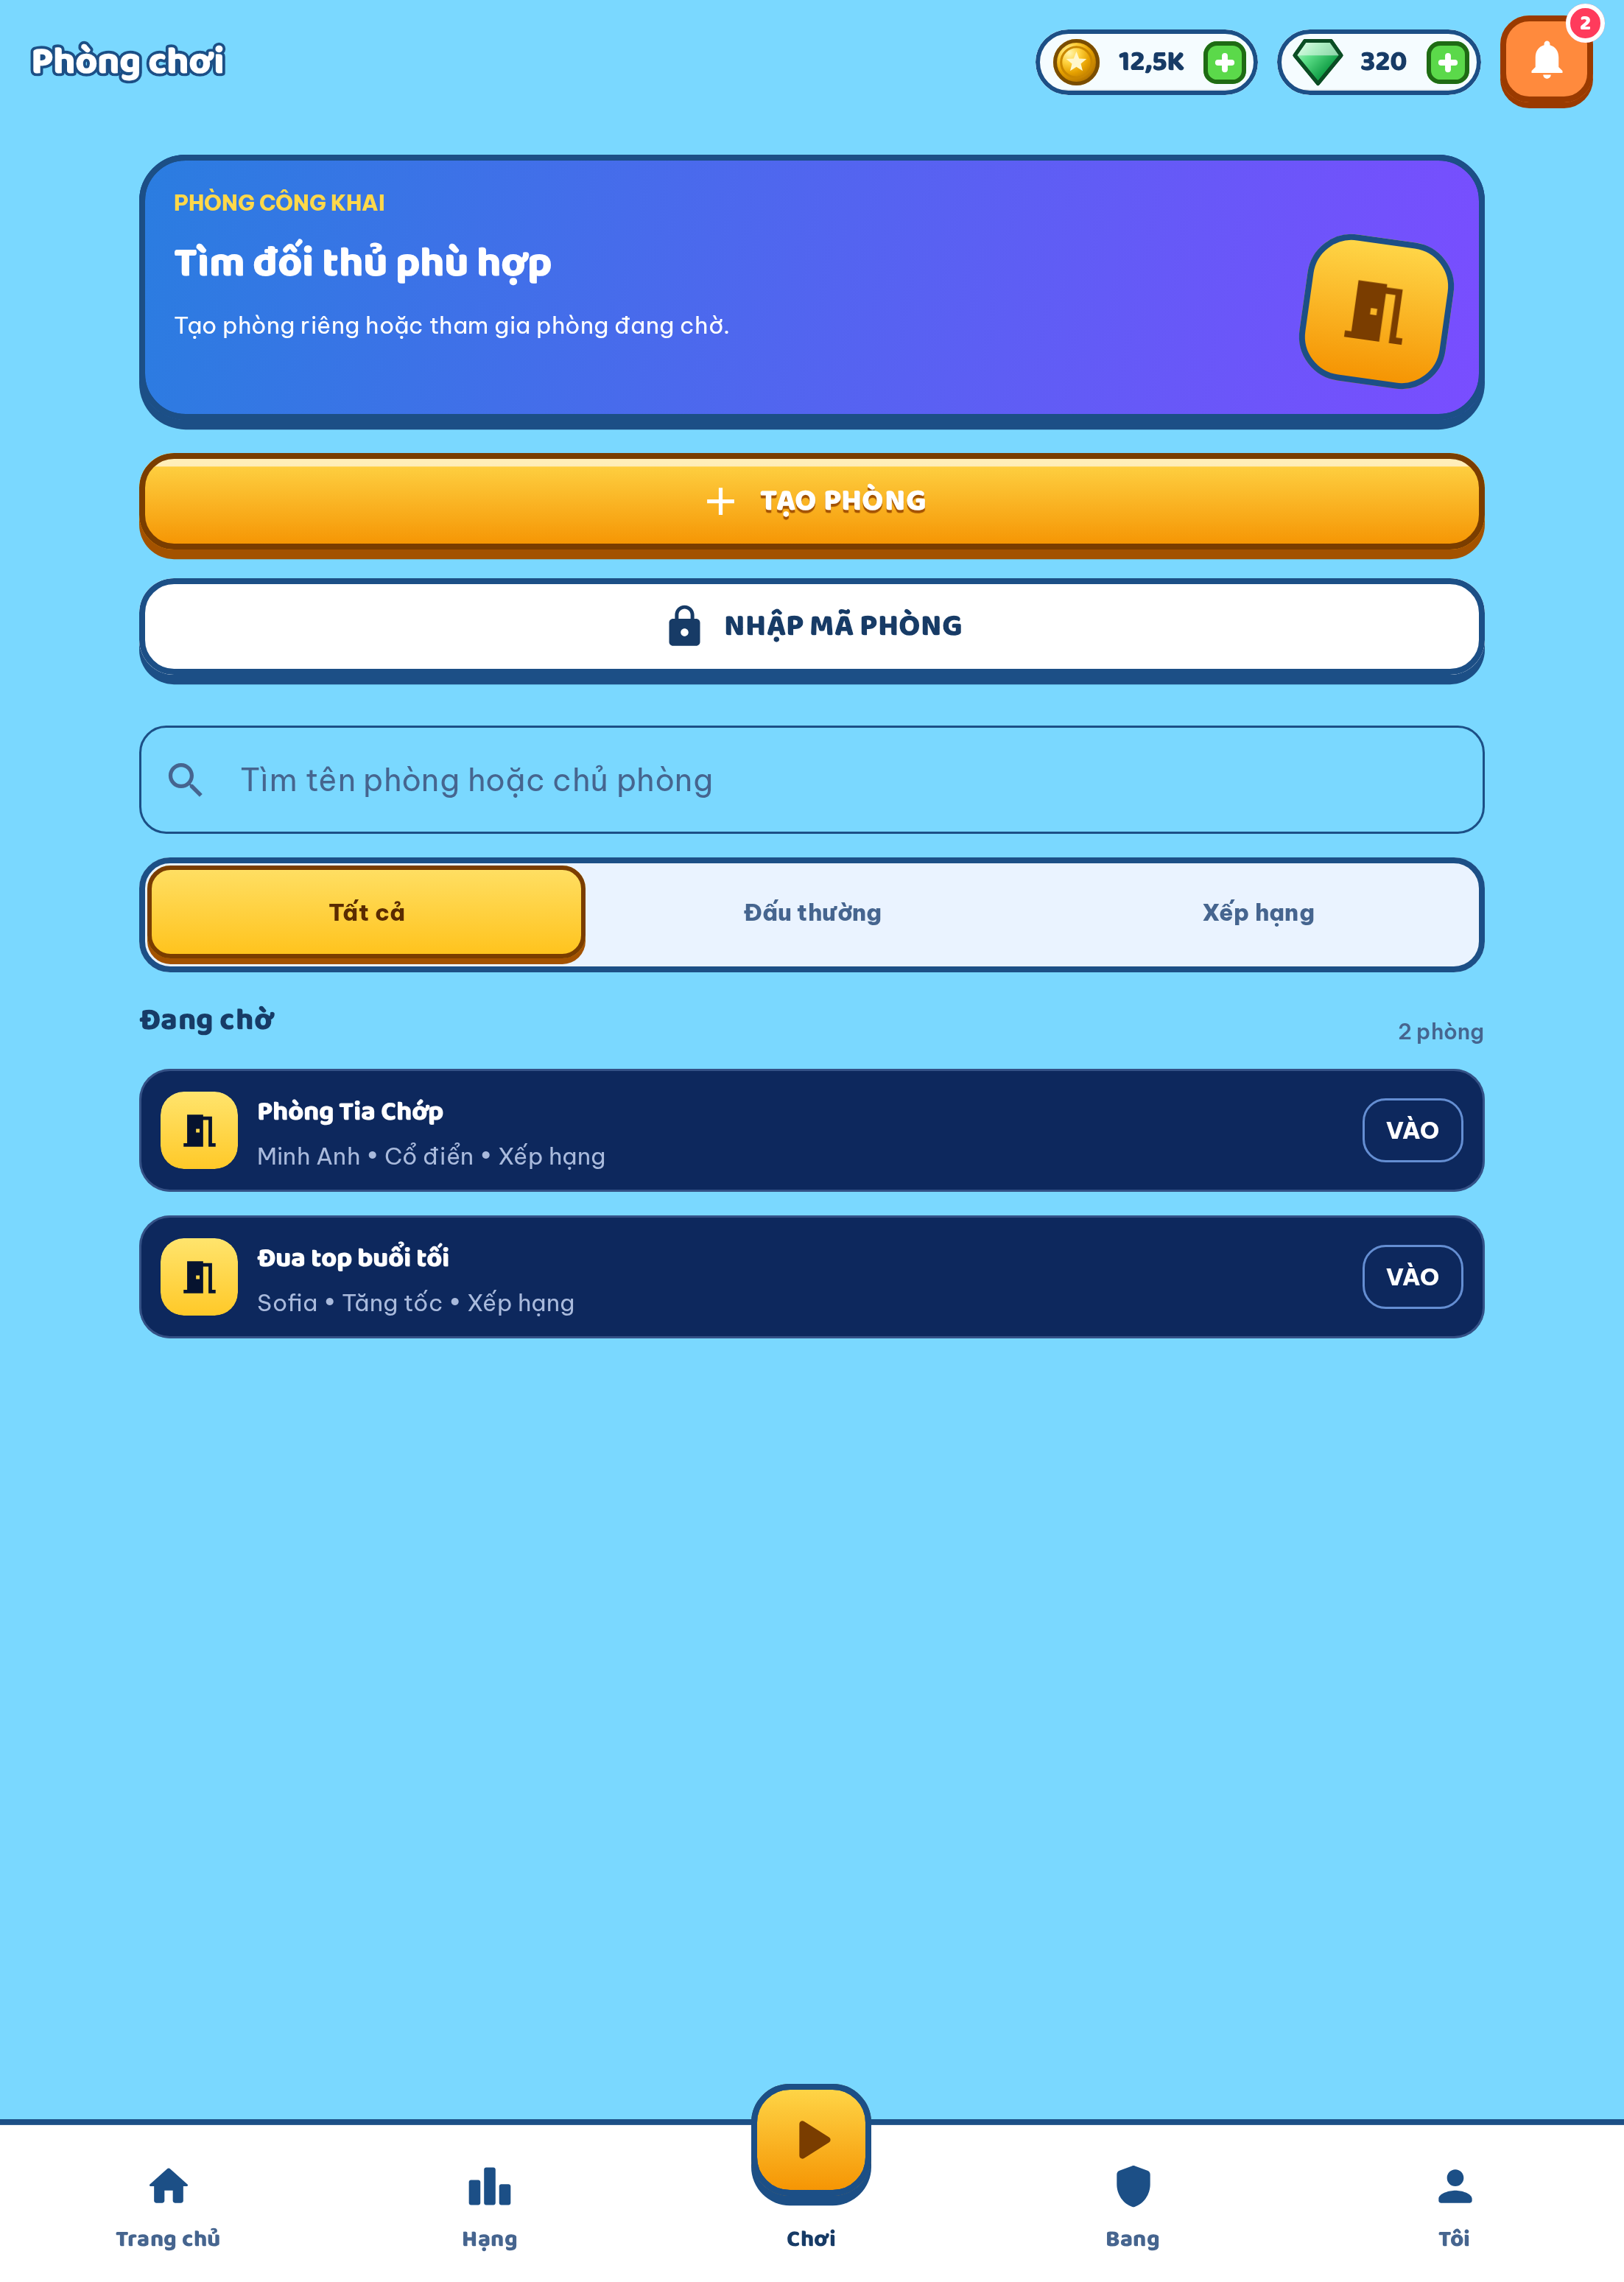 Phòng chơi
12,5K
320
2
PHÒNG CÔNG KHAI
Tìm đối thủ phù hợp
Tạo phòng riêng hoặc tham gia phòng đang chờ.
TẠO PHÒNG
NHẬP MÃ PHÒNG
Tìm tên phòng hoặc chủ phòng
Tất cả
Đấu thường
Xếp hạng
Đang chờ
2 phòng
Phòng Tia Chớp
Minh Anh • Cổ điển • Xếp hạng
VÀO
Đua top buổi tối
Sofia • Tăng tốc • Xếp hạng
VÀO
Trang chủ
Hạng
Chơi
Bang
Tôi